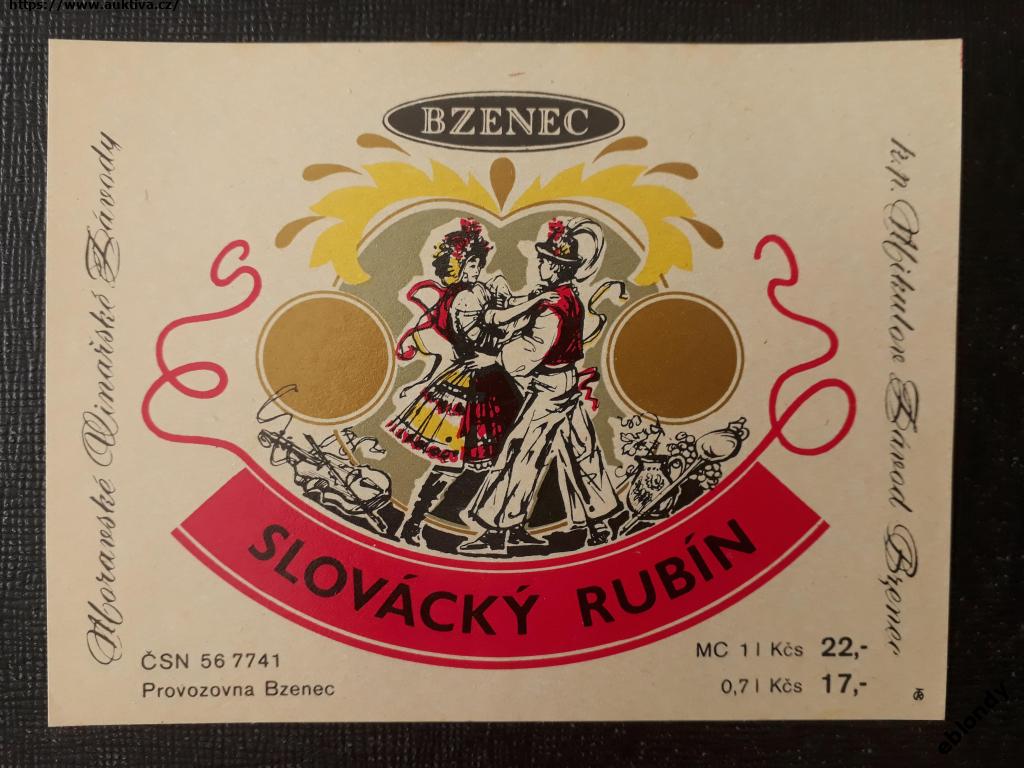 https://www.auktiva.cz/
BZENEC
Moravské Vinařské Závody
k.p. Mikulov Závod Bzenec
SLOVÁCKÝ RUBÍN
ČSN 56 7741
Provozovna Bzenec
MC 1 l Kčs 22,-
0,7 l Kčs 17,-
eblondy